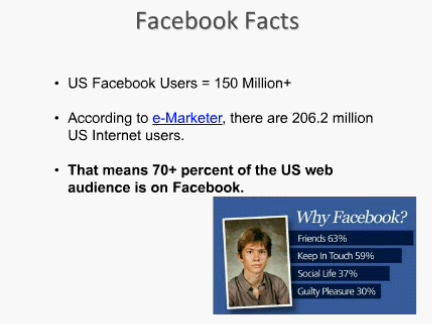 Facebook Facts
• US Facebook Users = 150 Million+
• According to e-Marketer, there are 206.2 million
US Internet users.
• That means 70+ percent of the US web
audience is on Facebook.
Why Facebook?
Friends 63%
Keep In Touch 59%
Social Life 37%
Guilty Pleasure 30%